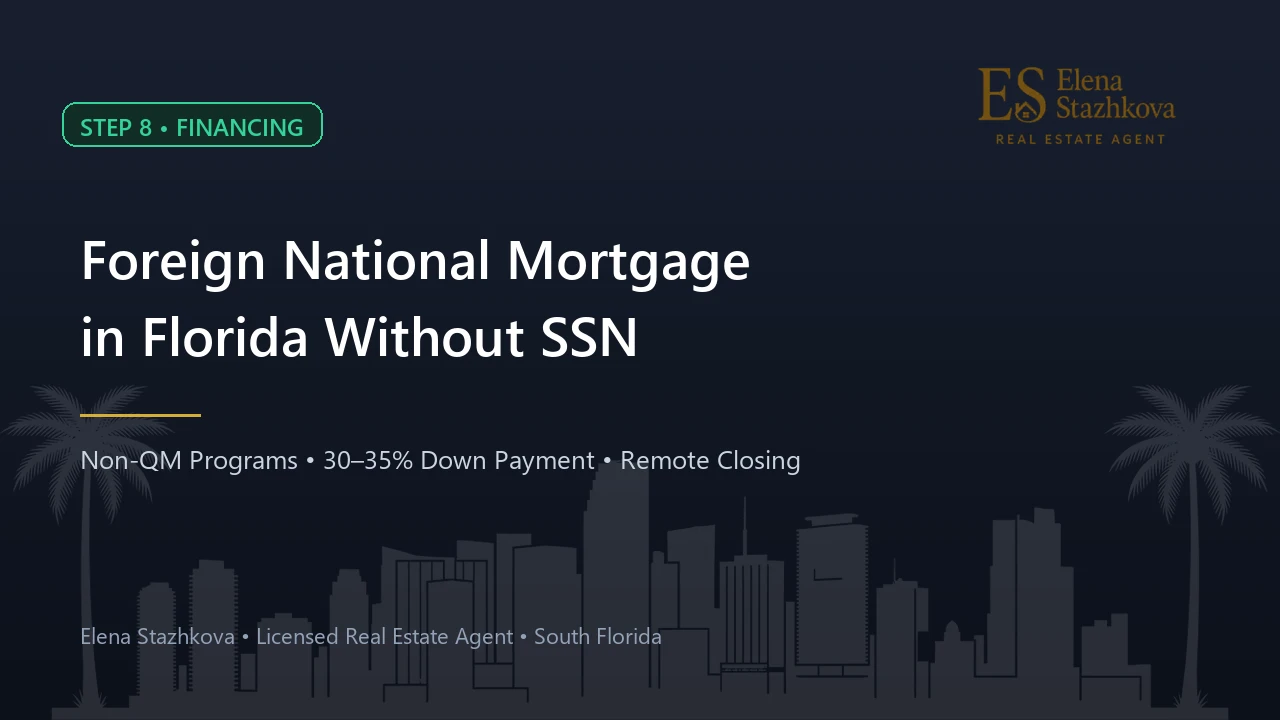 STEP 8 • FINANCING
ES Elena
Stazhkova
REAL ESTATE AGENT
Foreign National Mortgage
in Florida Without SSN
Non-QM Programs • 30–35% Down Payment • Remote Closing
Elena Stazhkova • Licensed Real Estate Agent • South Florida